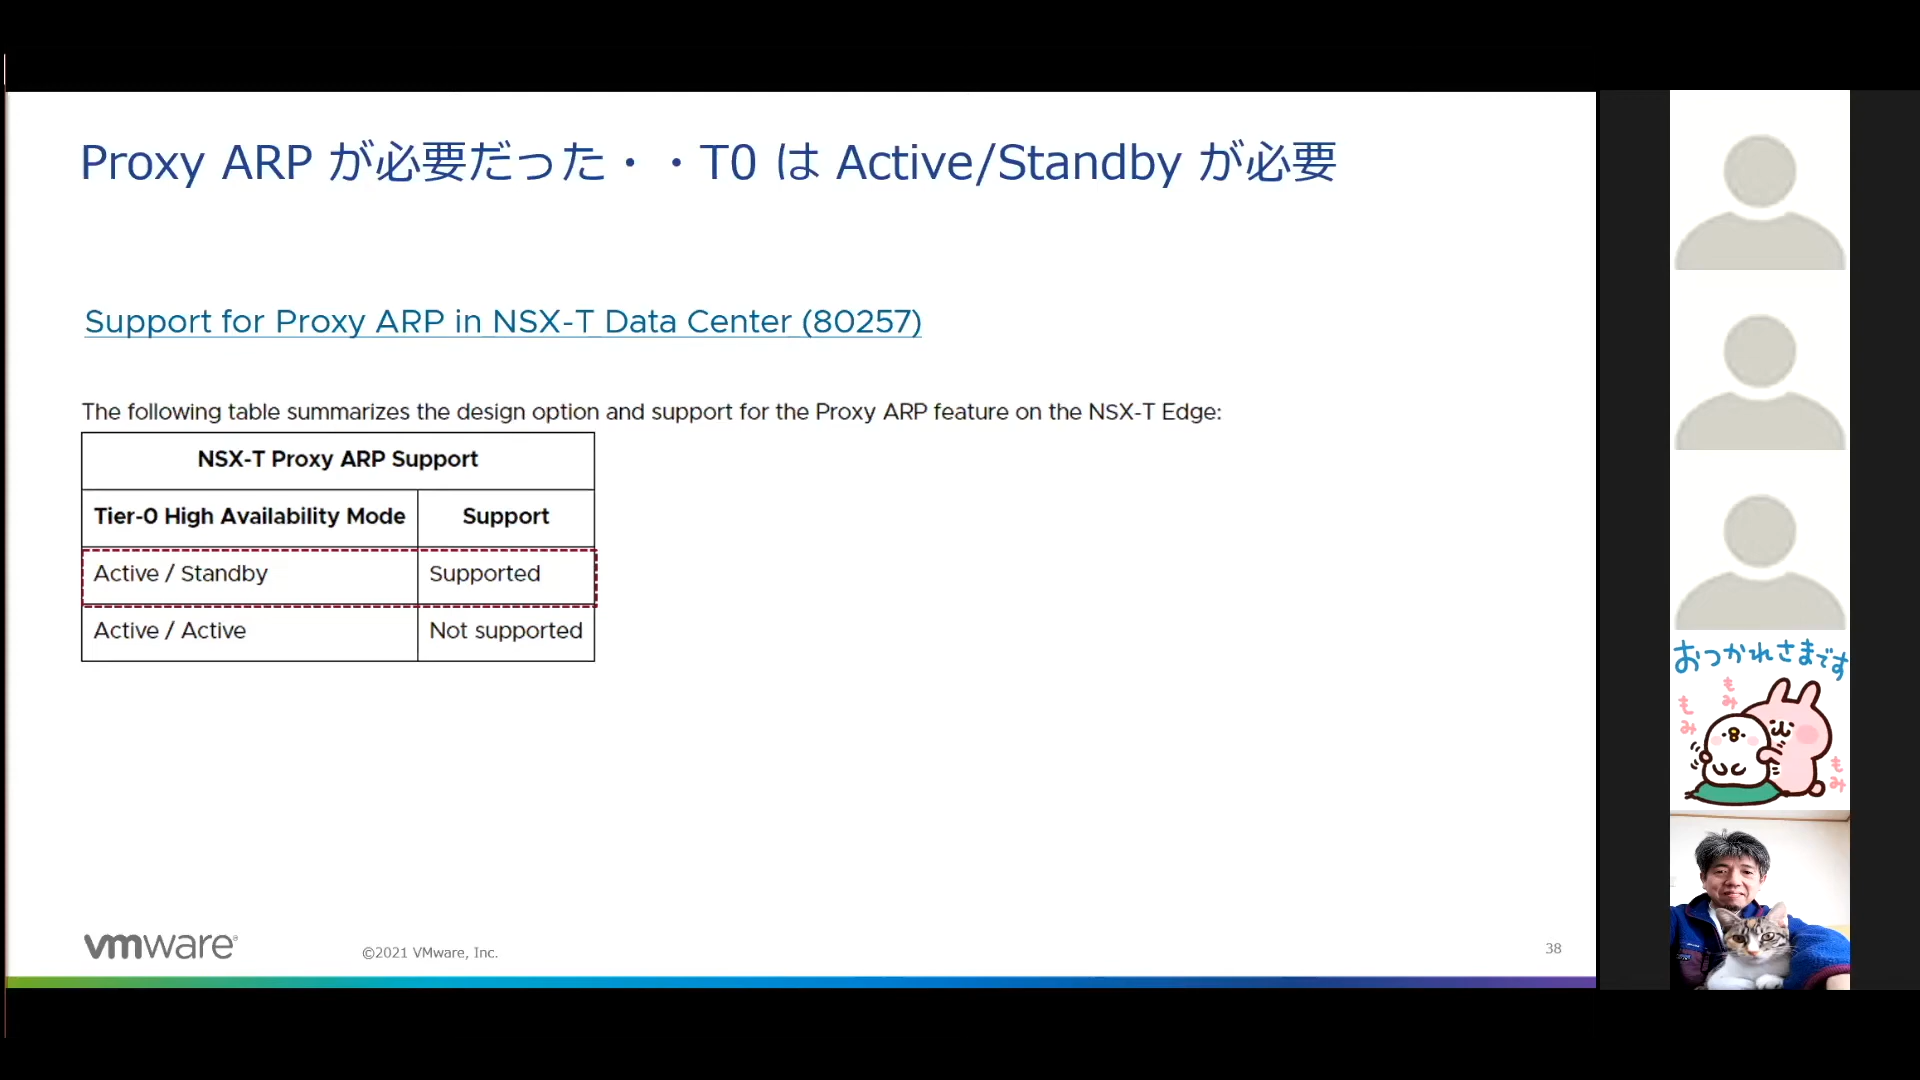 Proxy ARP が必要だった・・T0 は Active/Standby が必要
Support for Proxy ARP in NSX-T Data Center (80257)
The following table summarizes the design option and support for the Proxy ARP feature on the NSX-T Edge:
NSX-T Proxy ARP Support
Tier-0 High Availability Mode Support
Active / Standby Supported
Active / Active Not supported
vmware®
©2021 VMware, Inc.
38
おつかれさまです
もみ
もみ
もみ